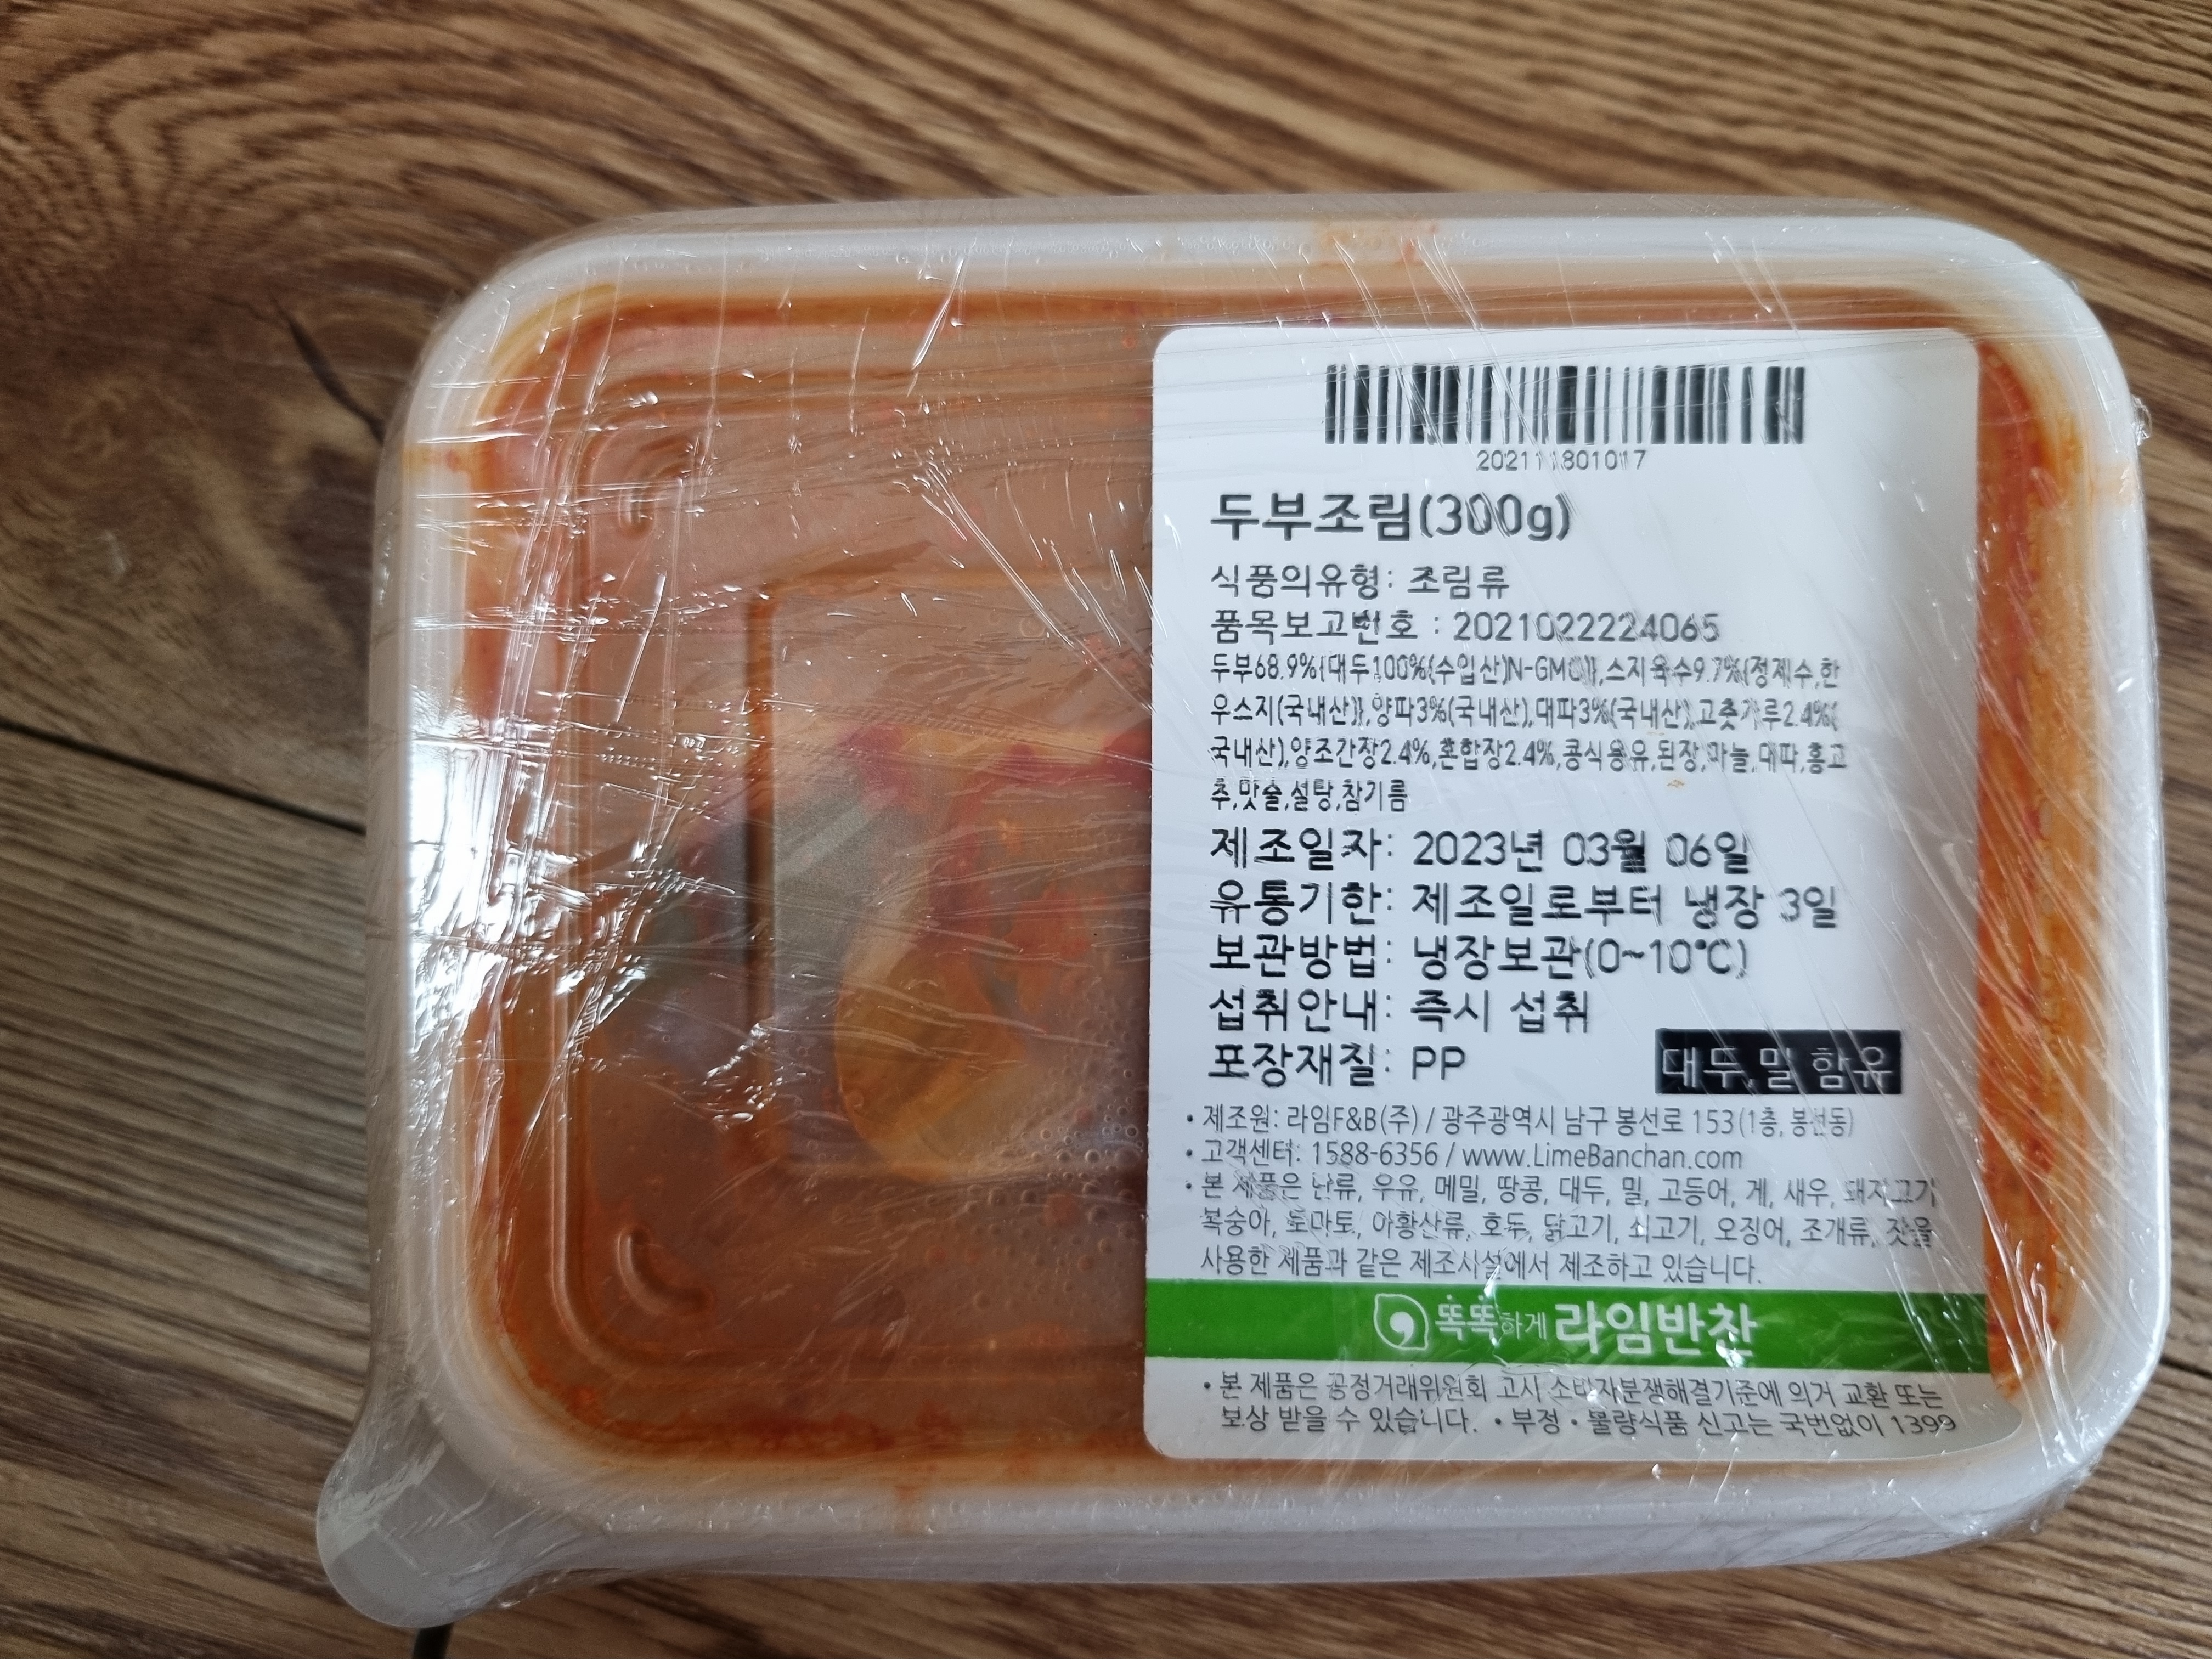 202111801017
두부조림(300g)
식품의유형: 조림류
품목보고번호 : 2021022224065
두부68.9%{대두100%(수입산)N-GMO)},스지육수9.7%{정제수,한
우스지(국내산)},양파3%(국내산),대파3%(국내산),고춧가루2.4%(
국내산),양조간장2.4%,혼합장2.4%,콩식용유,된장,마늘,대파,홍고
추,맛술,설탕,참기름
제조일자: 2023년 03월 06일
유통기한: 제조일로부터 냉장 3일
보관방법: 냉장보관(0~10℃)
섭취안내: 즉시 섭취
포장재질: PP
대두,밀 함유
• 제조원: 라임F&B(주) / 광주광역시 남구 봉선로 153(1층, 봉선동)
• 고객센터: 1588-6356 / www.LimeBanchan.com
• 본 제품은 난류, 우유, 메밀, 땅콩, 대두, 밀, 고등어, 게, 새우, 돼지고기
복숭아, 토마토, 아황산류, 호두, 닭고기, 쇠고기, 오징어, 조개류, 잣을
사용한 제품과 같은 제조시설에서 제조하고 있습니다.
똑똑하게 라임반찬
• 본 제품은 공정거래위원회 고시 소비자분쟁해결기준에 의거 교환 또는
보상 받을 수 있습니다. • 부정 • 불량식품 신고는 국번없이 1399